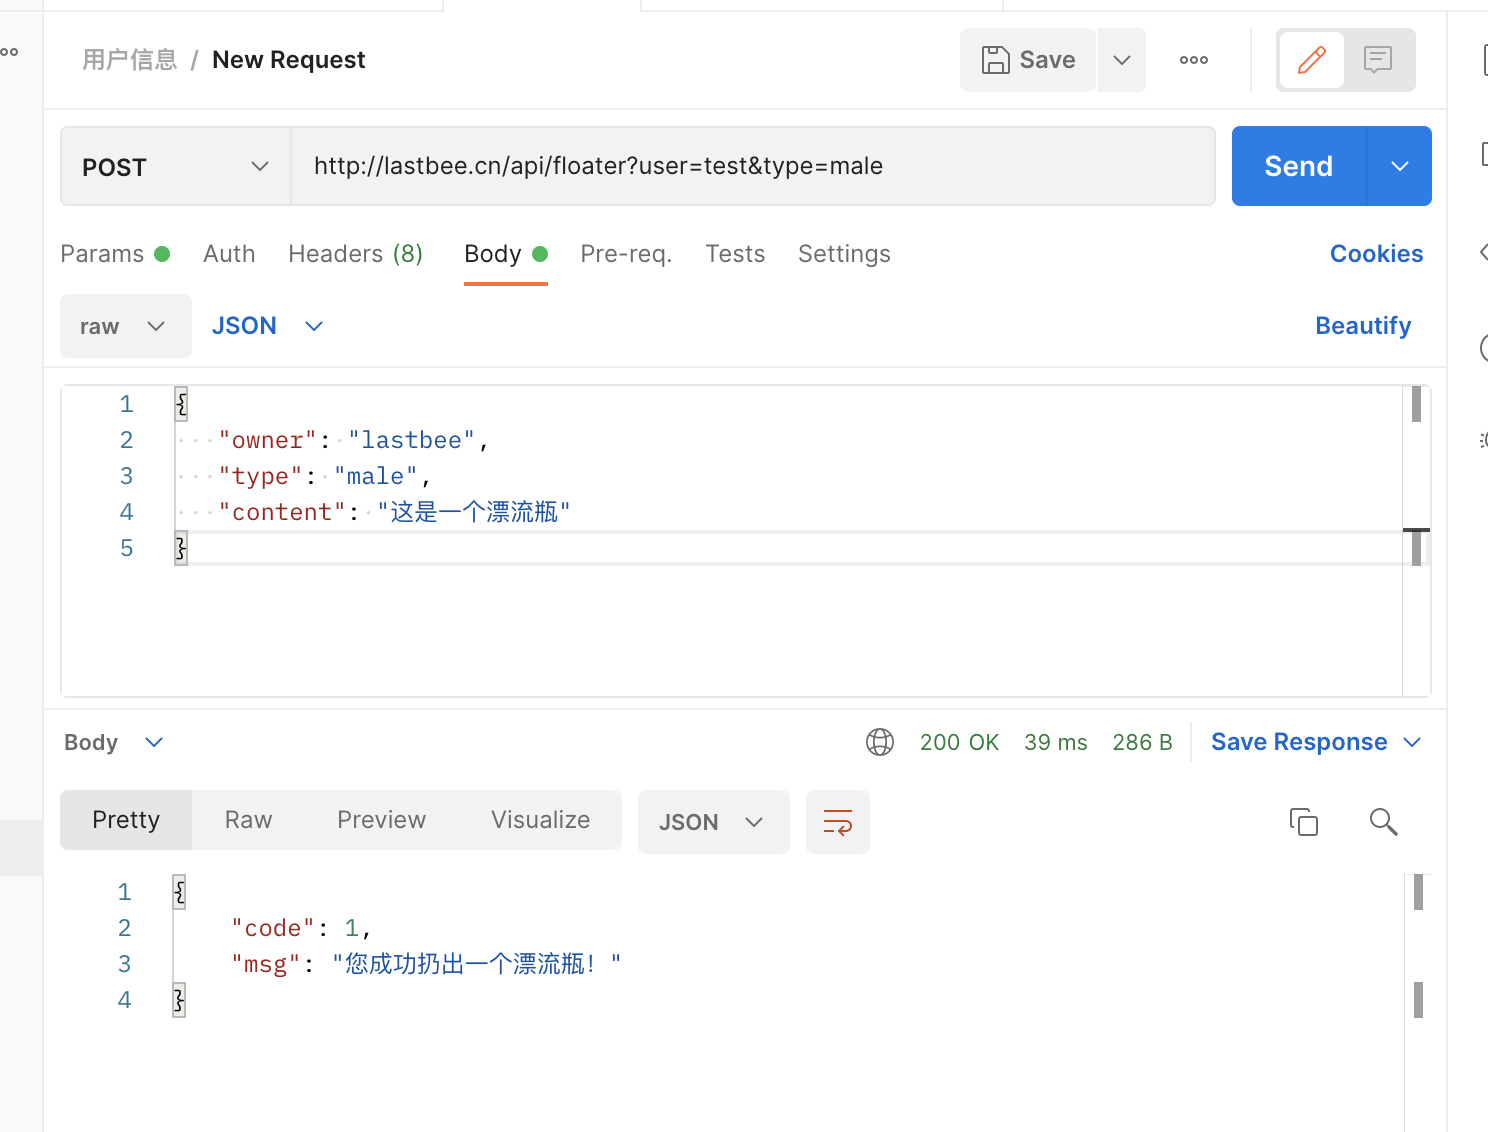 用户信息 / New Request
Save
POST
http://lastbee.cn/api/floater?user=test&type=male
Send
Params Auth Headers (8) Body Pre-req. Tests Settings Cookies
raw JSON Beautify
1 {
2 "owner": "lastbee",
3 "type": "male",
4 "content": "这是一个漂流瓶"
5 }
Body 200 OK 39 ms 286 B Save Response
Pretty Raw Preview Visualize JSON
1 {
2 "code": 1,
3 "msg": "您成功扔出一个漂流瓶！"
4 }